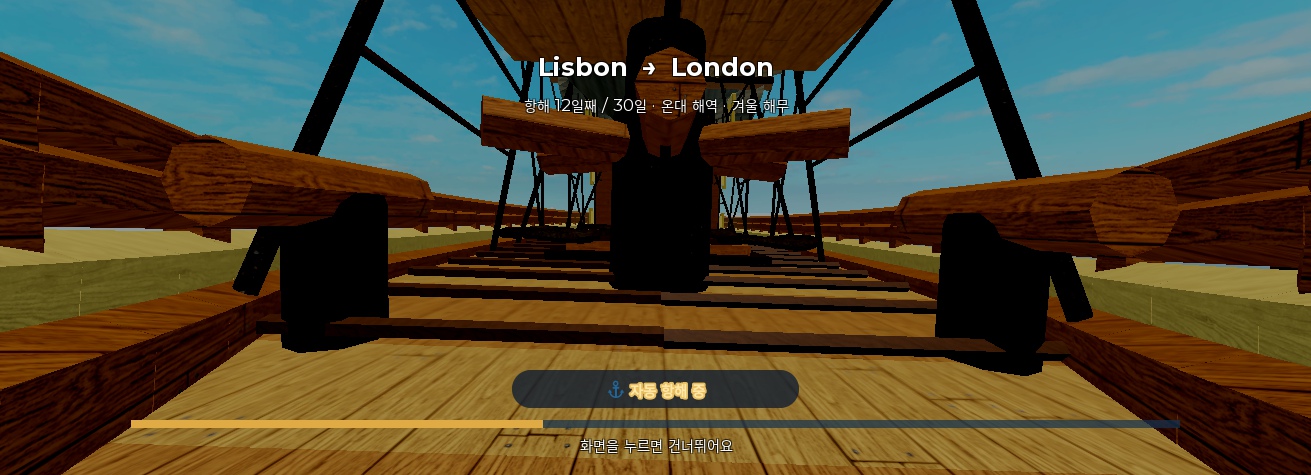 Lisbon → London
항해 12일째 / 30일 · 온대 해역 · 겨울 해무
⚓ 자동 항해 중
화면을 누르면 건너뛰어요